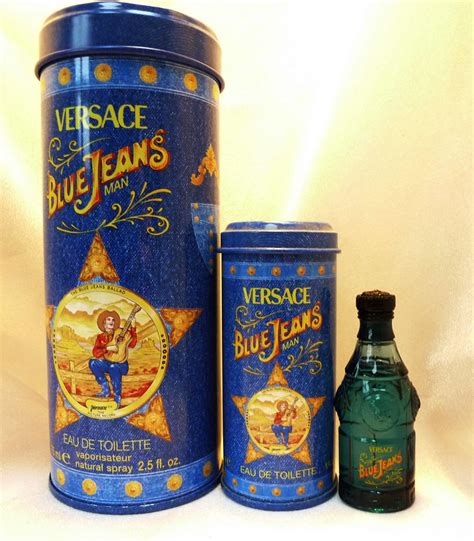 VERSACE
BLUE JEANS
MAN
THE BLUE JEANS BALLAD
EAU DE TOILETTE
vaporisateur
natural spray 2.5 fl. oz.
VERSACE
BLUE JEANS
MAN
EAU DE TOILETTE
VERSACE
BLUE JEANS